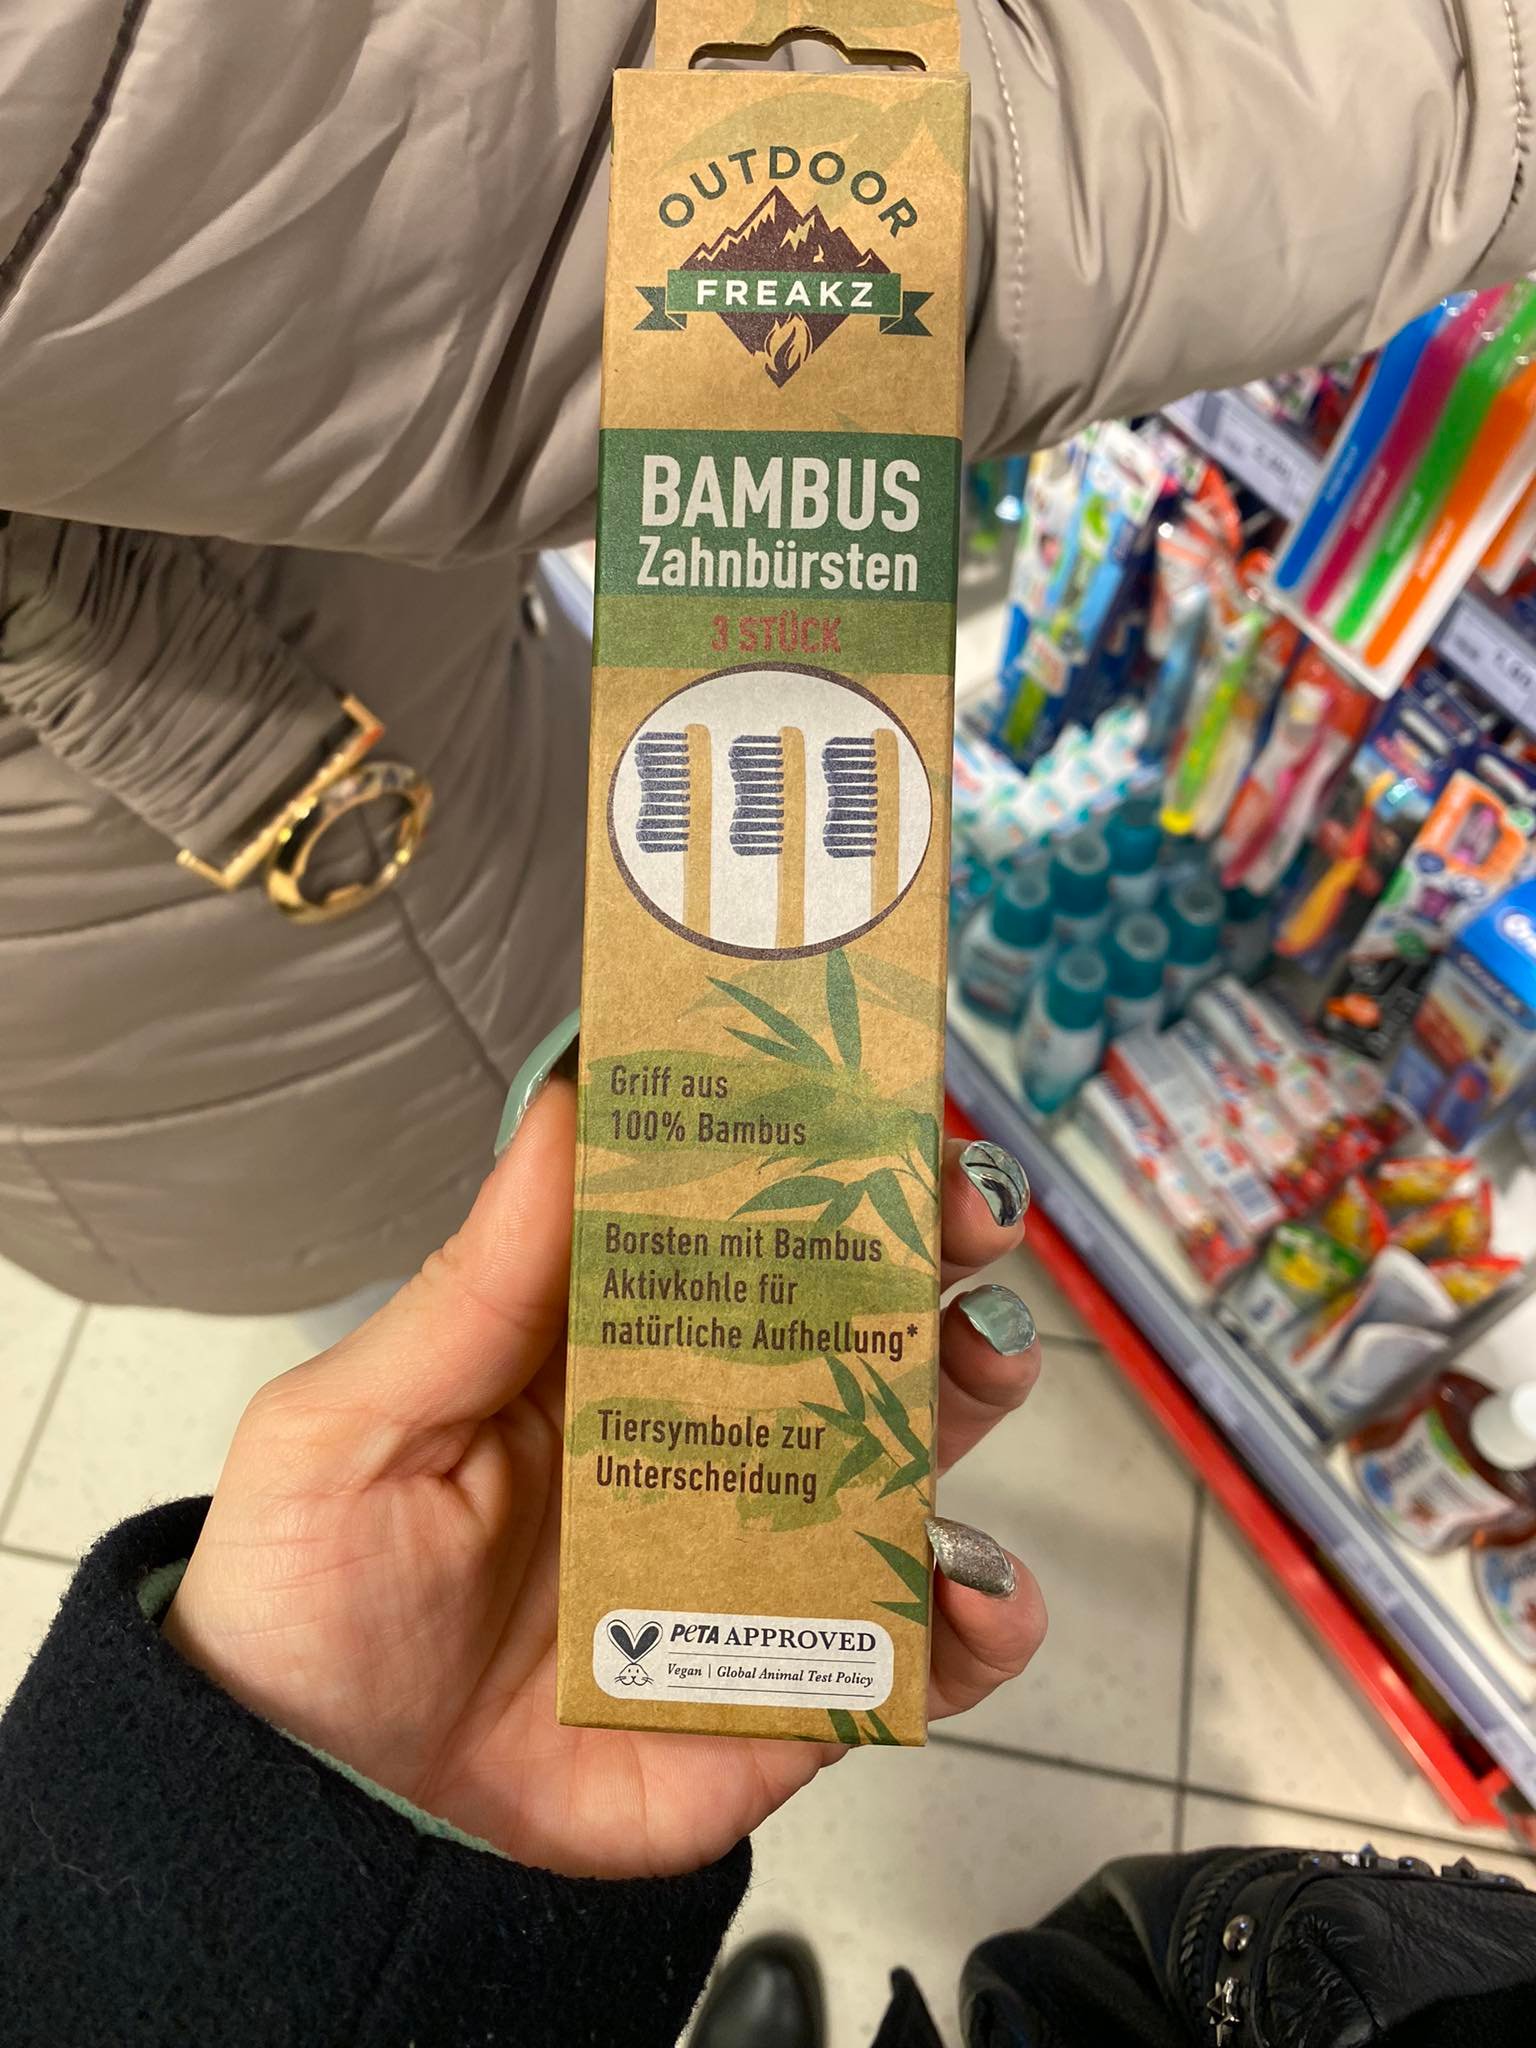 OUTDOOR
FREAKZ
BAMBUS
Zahnbürsten
3 STÜCK
Griff aus
100% Bambus
Borsten mit Bambus
Aktivkohle für
natürliche Aufhellung*
Tiersymbole zur
Unterscheidung
PETA APPROVED
Vegan | Global Animal Test Policy